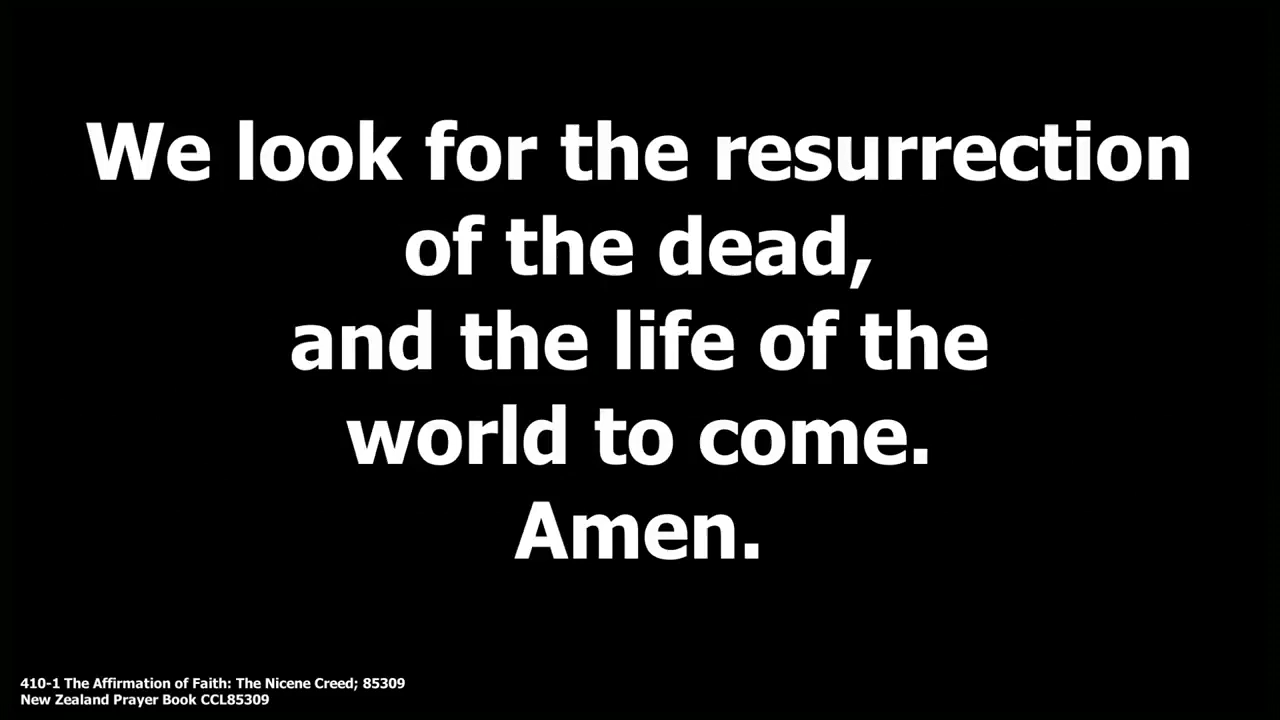 We look for the resurrection
of the dead,
and the life of the
world to come.
Amen.
410-1 The Affirmation of Faith: The Nicene Creed; 85309
New Zealand Prayer Book CCL85309